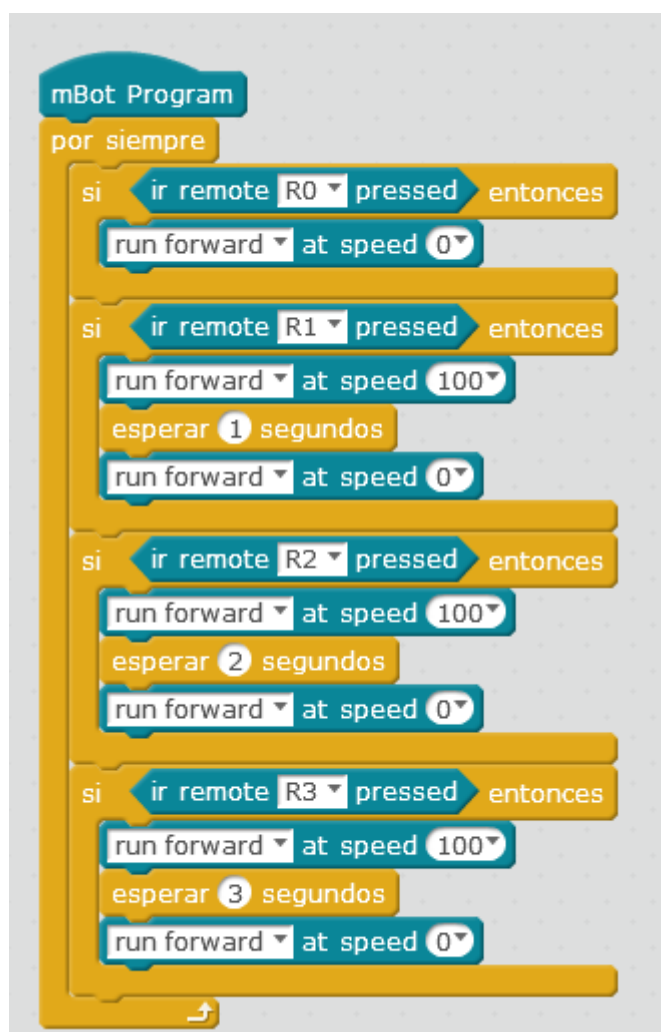 mBot Program
por siempre
si ir remote R0 pressed entonces
run forward at speed 0
si ir remote R1 pressed entonces
run forward at speed 100
esperar 1 segundos
run forward at speed 0
si ir remote R2 pressed entonces
run forward at speed 100
esperar 2 segundos
run forward at speed 0
si ir remote R3 pressed entonces
run forward at speed 100
esperar 3 segundos
run forward at speed 0